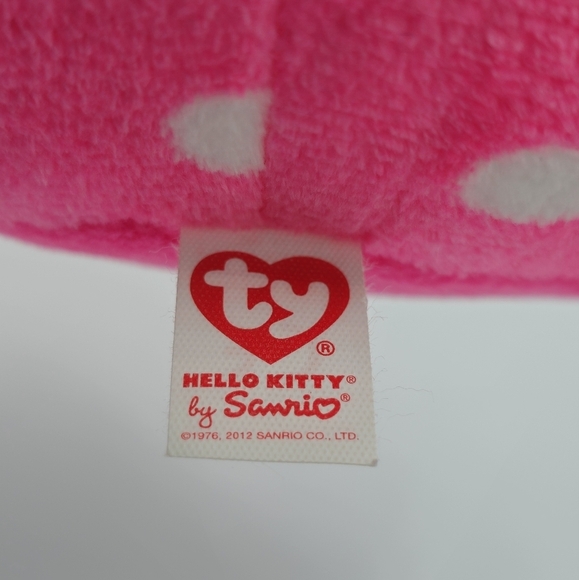 ty®
HELLO KITTY®
by Sanrio®
©1976, 2012 SANRIO CO., LTD.